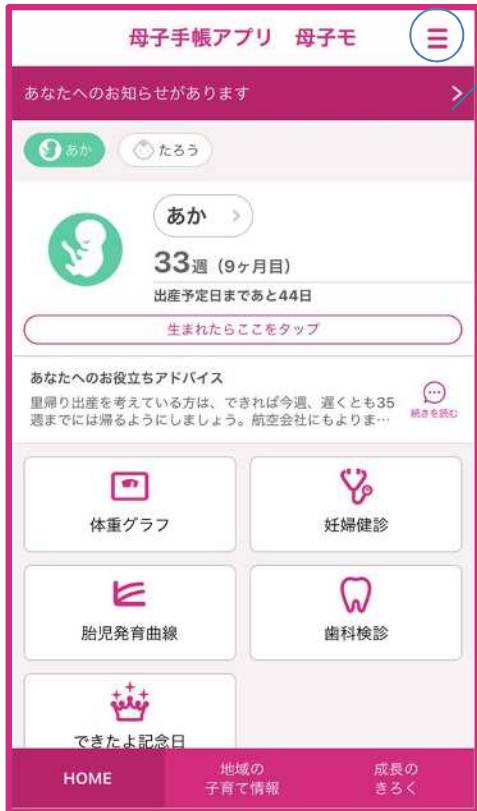 母子手帳アプリ　母子モ
あなたへのお知らせがあります
あか
たろう
あか
33週（9ヶ月目）
出産予定日まであと44日
生まれたらここをタップ
あなたへのお役立ちアドバイス
里帰り出産を考えている方は、できれば今週、遅くとも35
週までには帰るようにしましょう。航空会社にもよりま…
続きを読む
体重グラフ
妊婦健診
胎児発育曲線
歯科検診
できたよ記念日
HOME
地域の
子育て情報
成長の
きろく